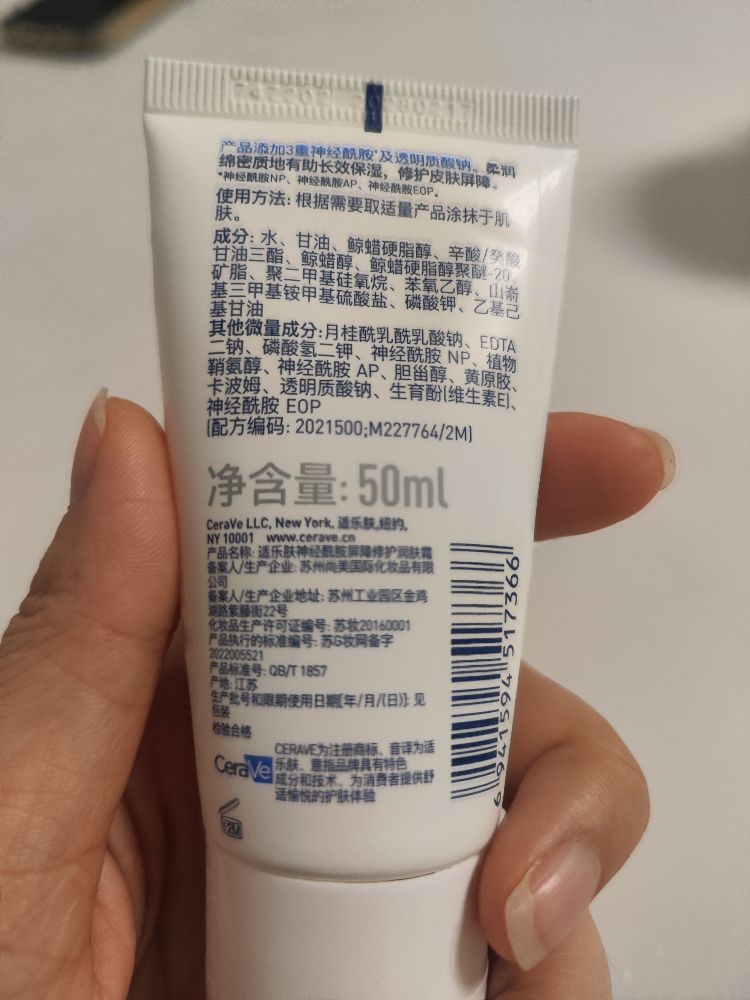 产品添加3重神经酰胺*及透明质酸钠。柔润
绵密质地有助长效保湿，修护皮肤屏障。
*神经酰胺NP、神经酰胺AP、神经酰胺EOP。
使用方法: 根据需要取适量产品涂抹于肌
肤。
成分: 水、甘油、鲸蜡硬脂醇、辛酸/癸酸
甘油三酯、鲸蜡醇、鲸蜡硬脂醇聚醚-20、
矿脂、聚二甲基硅氧烷、苯氧乙醇、山嵛
基三甲基铵甲基硫酸盐、磷酸钾、乙基己
基甘油
其他微量成分:月桂酰乳酰乳酸钠、EDTA
二钠、磷酸氢二钾、神经酰胺 NP、植物
鞘氨醇、神经酰胺 AP、胆甾醇、黄原胶、
卡波姆、透明质酸钠、生育酚(维生素E)、
神经酰胺 EOP
(配方编码: 2021500;M227764/2M)
净含量: 50ml
CeraVe LLC, New York, 适乐肤,纽约,
NY 10001 www.cerave.cn
产品名称: 适乐肤神经酰胺屏障修护润肤霜
备案人/生产企业: 苏州尚美国际化妆品有限
公司
备案人/生产企业地址: 苏州工业园区金鸡
湖路紫藤街22号
化妆品生产许可证编号: 苏妆20160001
产品执行的标准编号: 苏G妆网备字
2022005521
产品标准号: QB/T 1857
产地: 江苏
生产批号和限期使用日期(年/月/(日)): 见
包装
检验合格
CeraVe
CERAVE为注册商标，音译为适
乐肤，意指品牌具有特色
成分和技术，为消费者提供舒
适愉悦的护肤体验
12M
6 941594 517366